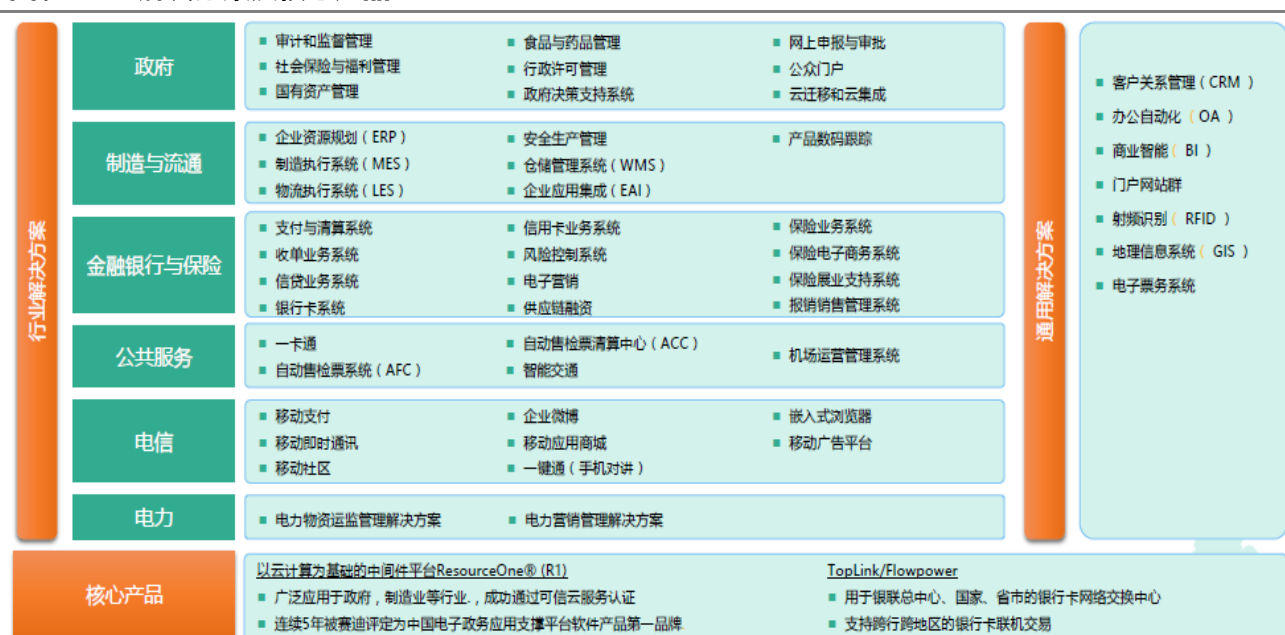 行业解决方案
政府
■ 审计和监督管理
■ 社会保险与福利管理
■ 国有资产管理
■ 食品与药品管理
■ 行政许可管理
■ 政府决策支持系统
■ 网上申报与审批
■ 公众门户
■ 云迁移和云集成
制造与流通
■ 企业资源规划（ERP）
■ 制造执行系统（MES）
■ 物流执行系统（LES）
■ 安全生产管理
■ 仓储管理系统（WMS）
■ 企业应用集成（EAI）
■ 产品数码跟踪
金融银行与保险
■ 支付与清算系统
■ 收单业务系统
■ 信贷业务系统
■ 银行卡系统
■ 信用卡业务系统
■ 风险控制系统
■ 电子营销
■ 供应链融资
■ 保险业务系统
■ 保险电子商务系统
■ 保险展业支持系统
■ 报销销售管理系统
公共服务
■ 一卡通
■ 自动售检票系统（AFC）
■ 自动售检票清算中心（ACC）
■ 智能交通
■ 机场运营管理系统
电信
■ 移动支付
■ 移动即时通讯
■ 移动社区
■ 企业微博
■ 移动应用商城
■ 一键通（手机对讲）
■ 嵌入式浏览器
■ 移动广告平台
电力
■ 电力物资运监管理解决方案
■ 电力营销管理解决方案
通用解决方案
■ 客户关系管理（CRM ）
■ 办公自动化（OA ）
■ 商业智能（ BI ）
■ 门户网站群
■ 射频识别（ RFID ）
■ 地理信息系统（ GIS ）
■ 电子票务系统
核心产品
以云计算为基础的中间件平台ResourceOne® (R1)
■ 广泛应用于政府，制造业等行业.，成功通过可信云服务认证
■ 连续5年被赛迪评定为中国电子政务应用支撑平台软件产品第一品牌
TopLink/Flowpower
■ 用于银联总中心、国家、省市的银行卡网络交换中心
■ 支持跨行跨地区的银行卡联机交易